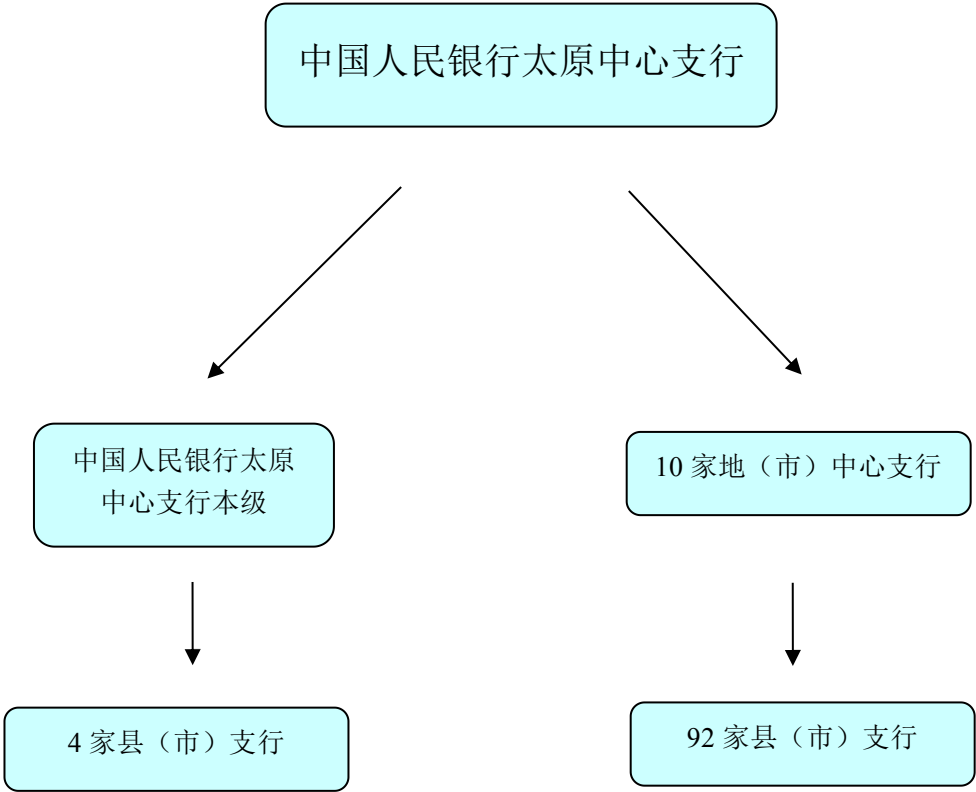 中国人民银行太原中心支行
中国人民银行太原
中心支行本级
10 家地（市）中心支行
4 家县（市）支行
92 家县（市）支行